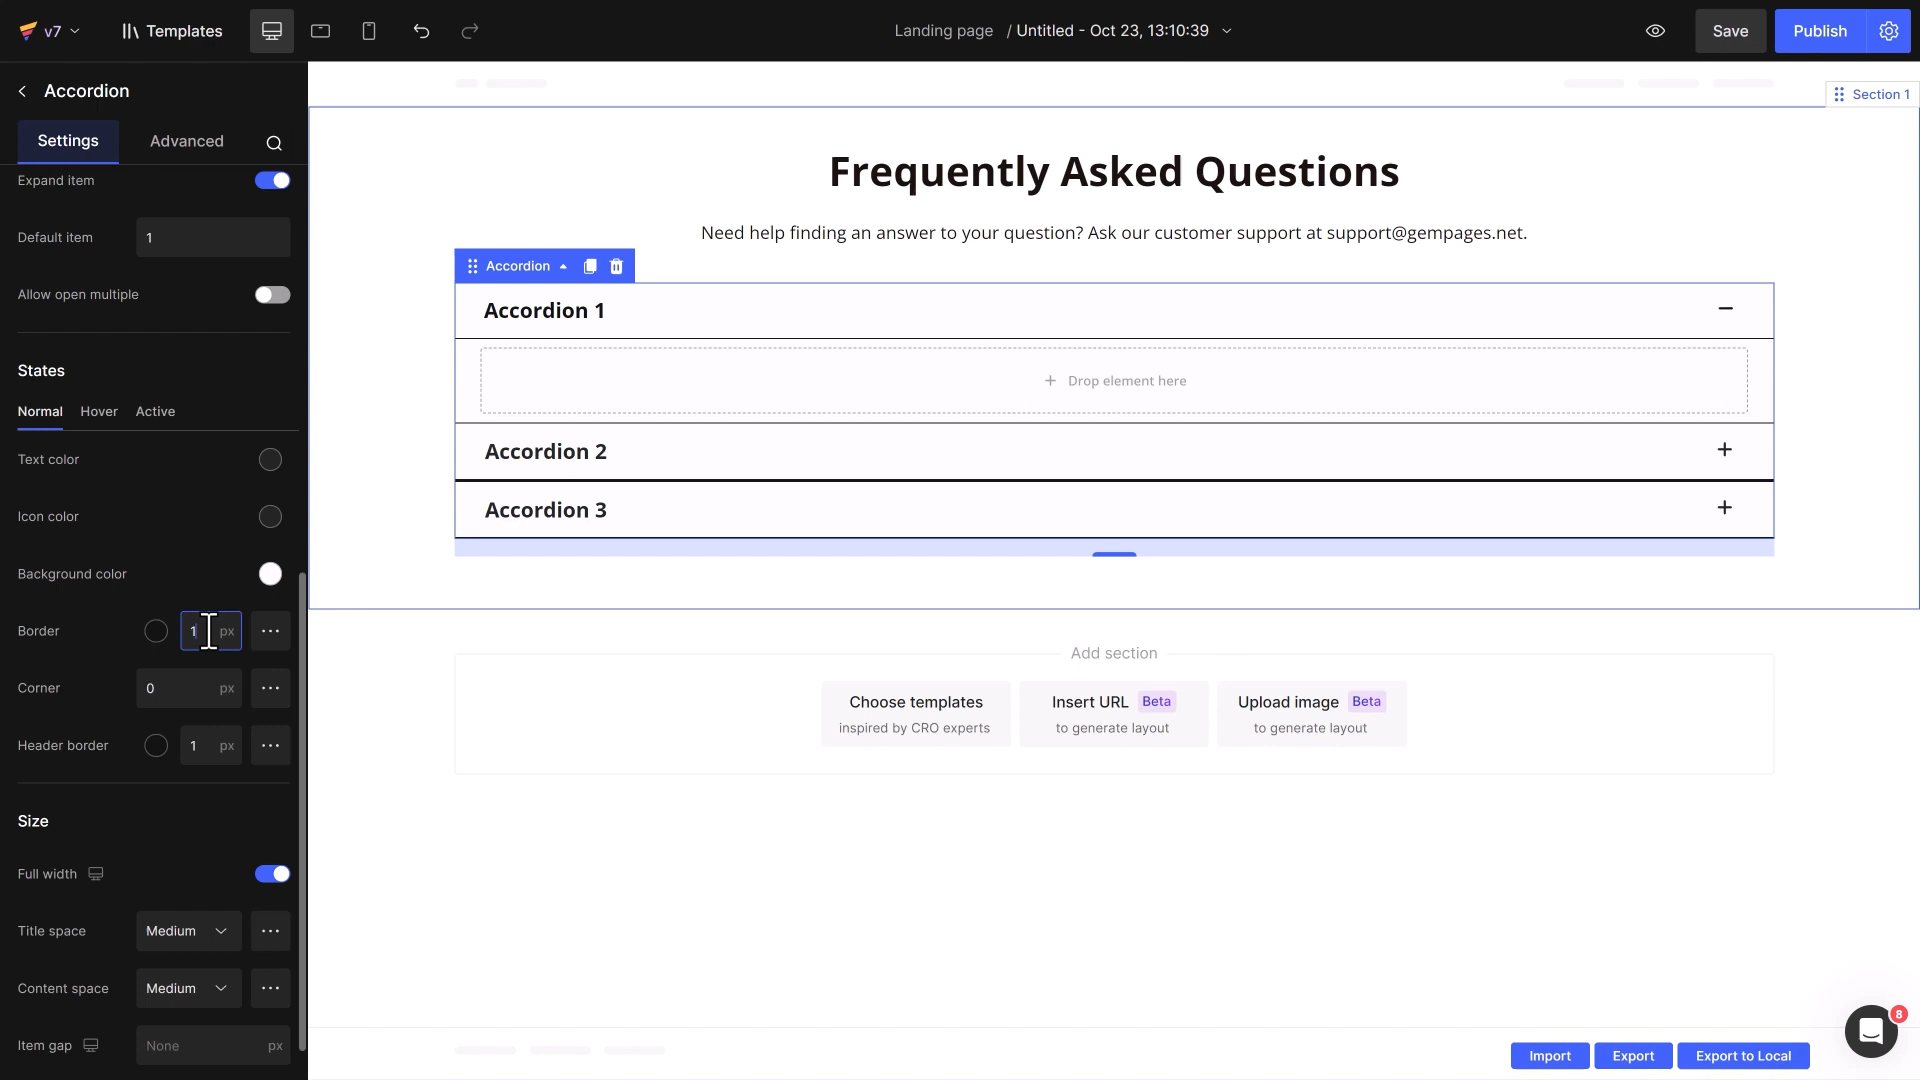 v7
Templates
Landing page / Untitled - Oct 23, 13:10:39
Save
Publish
Accordion
Settings
Advanced
Expand item
Default item
1
Allow open multiple
States
Normal
Hover
Active
Text color
Icon color
Background color
Border
1 px
Corner
0 px
Header border
1 px
Size
Full width
Title space
Medium
Content space
Medium
Item gap
None px
Section 1
Frequently Asked Questions
Need help finding an answer to your question? Ask our customer support at support@gempages.net.
Accordion
Accordion 1
Drop element here
Accordion 2
Accordion 3
Add section
Choose templates
inspired by CRO experts
Insert URL Beta
to generate layout
Upload image Beta
to generate layout
Import
Export
Export to Local
8